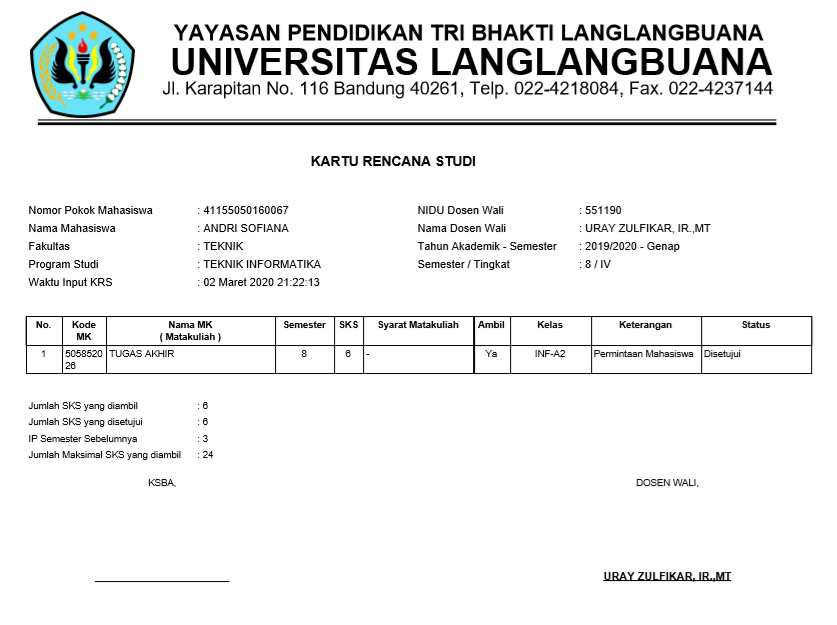 YAYASAN PENDIDIKAN TRI BHAKTI LANGLANGBUANA
UNIVERSITAS LANGLANGBUANA
Jl. Karapitan No. 116 Bandung 40261, Telp. 022-4218084, Fax. 022-4237144
KARTU RENCANA STUDI
Nomor Pokok Mahasiswa : 41155050160067 NIDU Dosen Wali : 551190
Nama Mahasiswa : ANDRI SOFIANA Nama Dosen Wali : URAY ZULFIKAR, IR.,MT
Fakultas : TEKNIK Tahun Akademik - Semester : 2019/2020 - Genap
Program Studi : TEKNIK INFORMATIKA Semester / Tingkat : 8 / IV
Waktu Input KRS : 02 Maret 2020 21:22:13
No. Kode MK Nama MK ( Matakuliah ) Semester SKS Syarat Matakuliah Ambil Kelas Keterangan Status
1 5058520 26 TUGAS AKHIR 8 6 - Ya INF-A2 Permintaan Mahasiswa Disetujui
Jumlah SKS yang diambil : 6
Jumlah SKS yang disetujui : 6
IP Semester Sebelumnya : 3
Jumlah Maksimal SKS yang diambil : 24
KSBA, DOSEN WALI,
URAY ZULFIKAR, IR.,MT